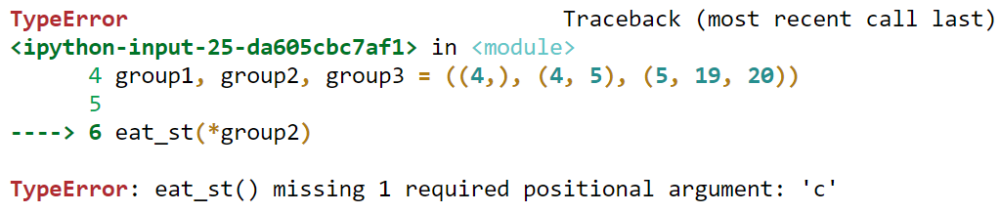 TypeError                                 Traceback (most recent call last)
<ipython-input-25-da605cbc7af1> in <module>
      4 group1, group2, group3 = ((4,), (4, 5), (5, 19, 20))
      5
----> 6 eat_st(*group2)

TypeError: eat_st() missing 1 required positional argument: 'c'